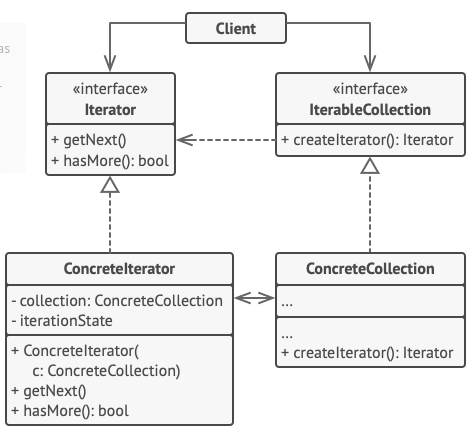 Client
as
«interface»
Iterator
+ getNext()
+ hasMore(): bool
«interface»
IterableCollection
+ createIterator(): Iterator
ConcreteIterator
- collection: ConcreteCollection
- iterationState
+ ConcreteIterator(
c: ConcreteCollection)
+ getNext()
+ hasMore(): bool
ConcreteCollection
...
...
+ createIterator(): Iterator